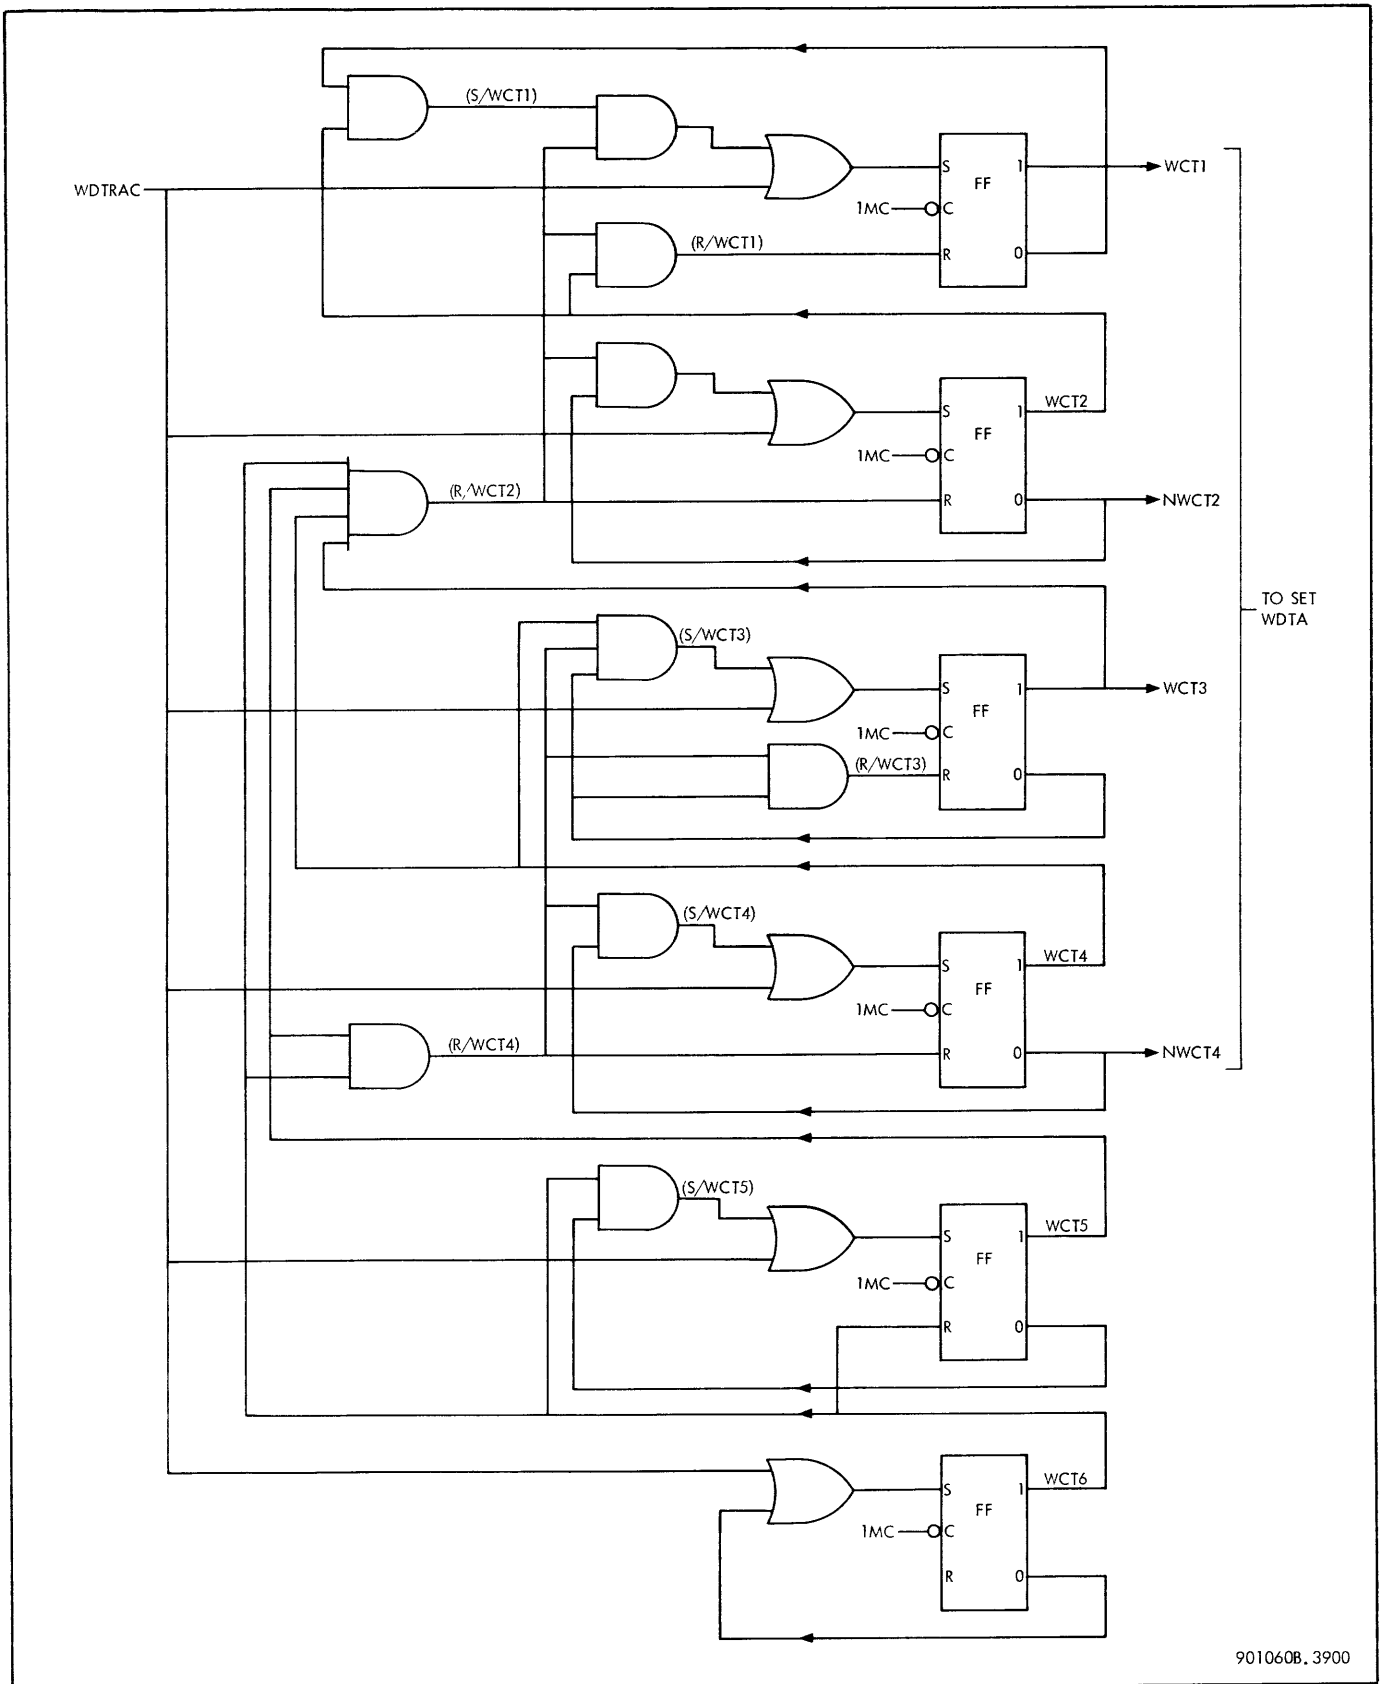 (S/WCT1)
WDTRAC
S
1
WCT1
FF
1MC
C
(R/WCT1)
R
0
S
1
WCT2
FF
1MC
C
(R/WCT2)
R
0
NWCT2
TO SET
WDTA
(S/WCT3)
S
1
WCT3
FF
1MC
C
(R/WCT3)
R
0
(S/WCT4)
S
1
WCT4
FF
1MC
C
(R/WCT4)
R
0
NWCT4
(S/WCT5)
S
1
WCT5
FF
1MC
C
R
0
S
1
WCT6
FF
1MC
C
R
0
901060B.3900